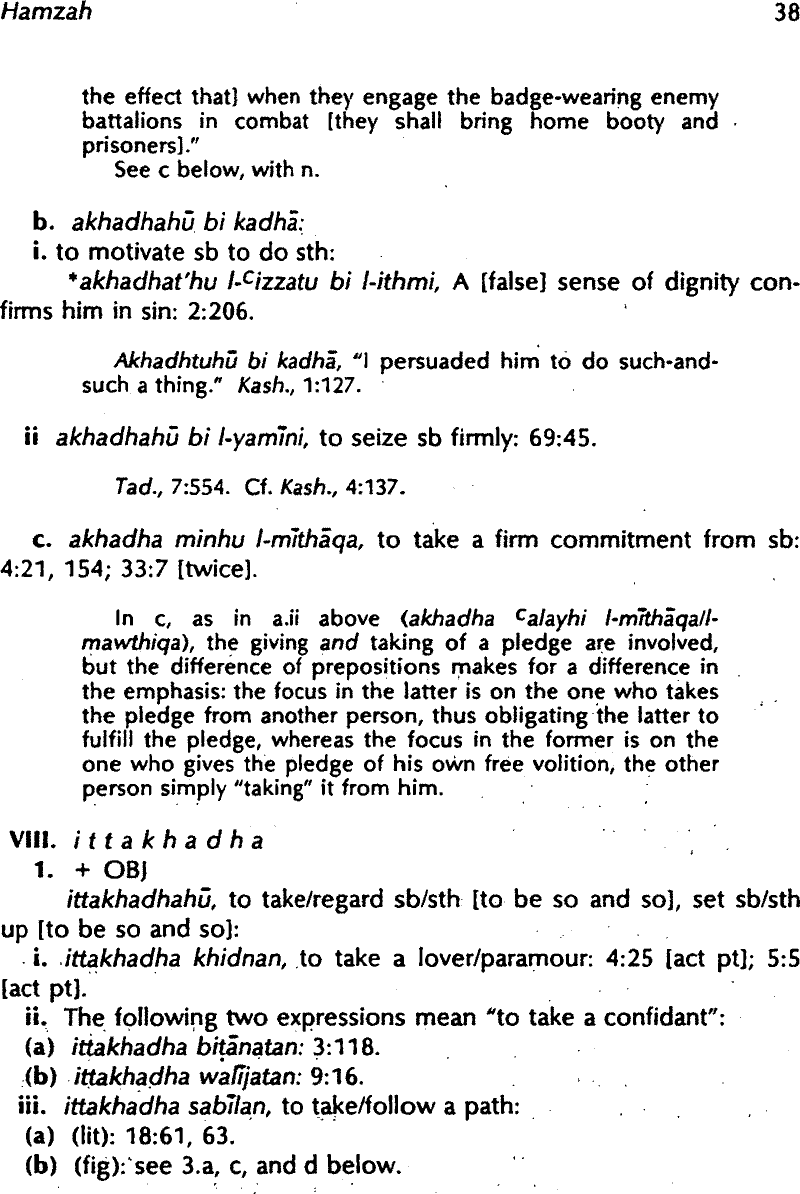 Hamzah 38
the effect that] when they engage the badge-wearing enemy
battalions in combat [they shall bring home booty and
prisoners]."
See c below, with n.
b. akhadhahū bi kadhā:
i. to motivate sb to do sth:
*akhadhat'hu l-ᶜizzatu bi l-ithmi, A [false] sense of dignity con-
firms him in sin: 2:206.
Akhadhtuhū bi kadhā, "I persuaded him to do such-and-
such a thing." Kash., 1:127.
ii akhadhahū bi l-yamīni, to seize sb firmly: 69:45.
Tad., 7:554. Cf. Kash., 4:137.
c. akhadha minhu l-mīthāqa, to take a firm commitment from sb:
4:21, 154; 33:7 [twice].
In c, as in a.ii above (akhadha ᶜalayhi l-mīthāqa/l-
mawthiqa), the giving and taking of a pledge are involved,
but the difference of prepositions makes for a difference in
the emphasis: the focus in the latter is on the one who takes
the pledge from another person, thus obligating the latter to
fulfill the pledge, whereas the focus in the former is on the
one who gives the pledge of his own free volition, the other
person simply "taking" it from him.
VIII. i t t a k h a d h a
1. + OBJ
ittakhadhahū, to take/regard sb/sth [to be so and so], set sb/sth
up [to be so and so]:
i. ittakhadha khidnan, to take a lover/paramour: 4:25 [act pt]; 5:5
[act pt].
ii. The following two expressions mean "to take a confidant":
(a) ittakhadha biṭānatan: 3:118.
(b) ittakhadha walījatan: 9:16.
iii. ittakhadha sabīlan, to take/follow a path:
(a) (lit): 18:61, 63.
(b) (fig): see 3.a, c, and d below.